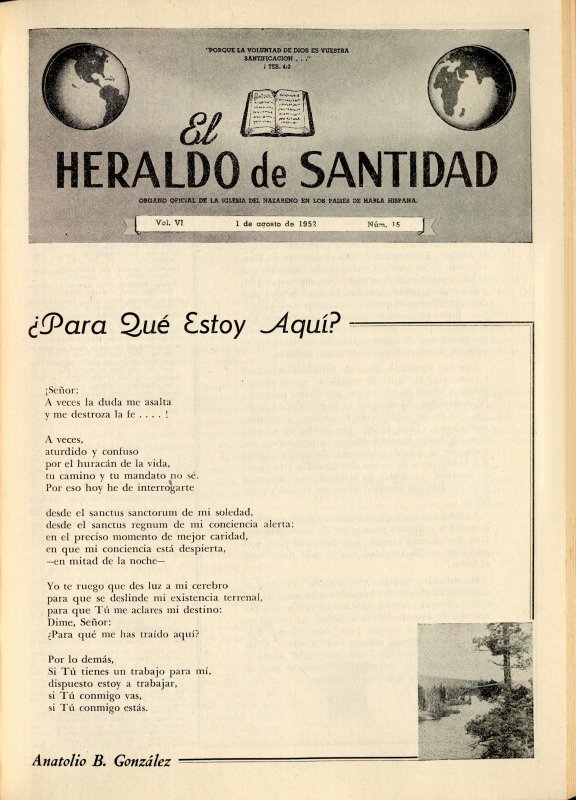 "PORQUE LA VOLUNTAD DE DIOS ES VUESTRA
SANTIFICACION . . ."
I TES. 4:3
El
HERALDO de SANTIDAD
ORGANO OFICIAL DE LA IGLESIA DEL NAZARENO EN LOS PAISES DE HABLA HISPANA.
Vol. VI 1 de agosto de 1952 Núm. 15
¿Para Qué Estoy Aquí?
¡Señor;
A veces la duda me asalta
y me destroza la fe . . . . !
A veces,
aturdido y confuso
por el huracán de la vida,
tu camino y tu mandato no sé.
Por eso hoy he de interrogarte
desde el sanctus sanctorum de mi soledad,
desde el sanctus regnum de mi conciencia alerta:
en el preciso momento de mejor caridad,
en que mi conciencia está despierta,
—en mitad de la noche—
Yo te ruego que des luz a mi cerebro
para que se deslinde mi existencia terrenal,
para que Tú me aclares mi destino:
Dime, Señor:
¿Para qué me has traído aquí?
Por lo demás,
Si Tú tienes un trabajo para mí,
dispuesto estoy a trabajar,
si Tú conmigo vas,
si Tú conmigo estás.
Anatolio B. González